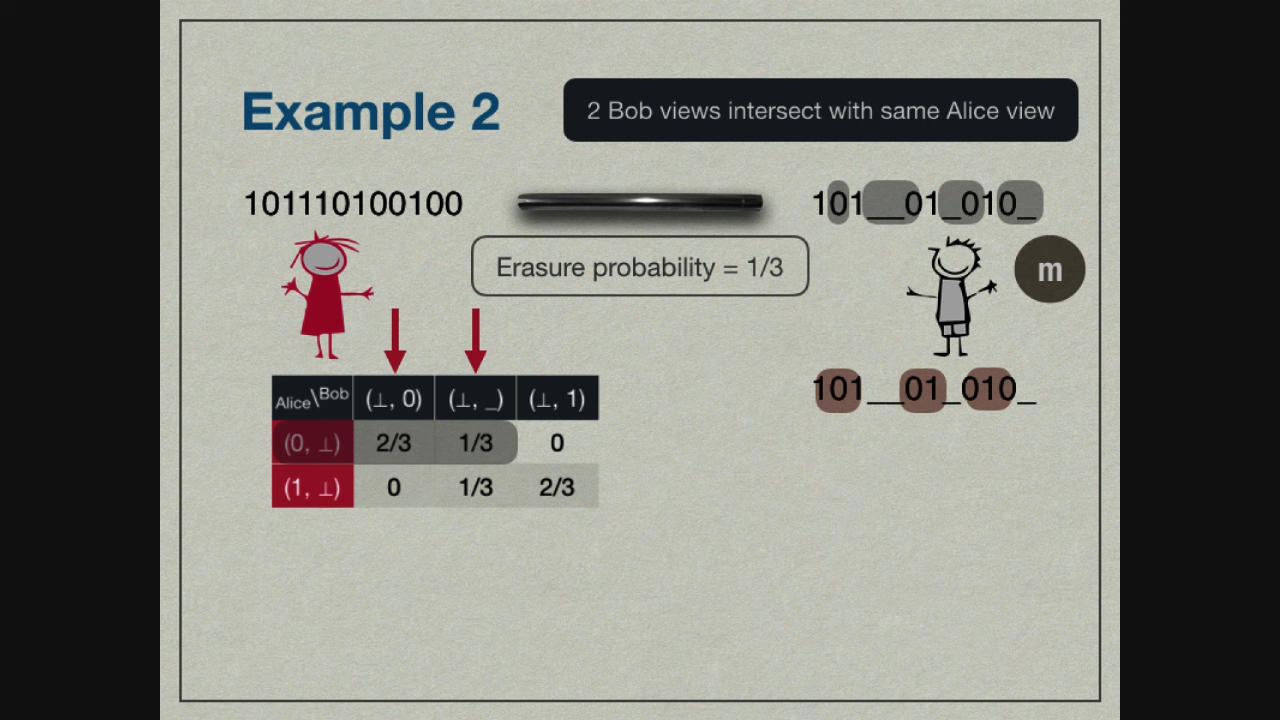 Example 2
2 Bob views intersect with same Alice view
101110100100
101__01_010_
Erasure probability = 1/3
m
101__01_010_
Alice\Bob (⊥, 0) (⊥, _) (⊥, 1)
(0, ⊥) 2/3 1/3 0
(1, ⊥) 0 1/3 2/3